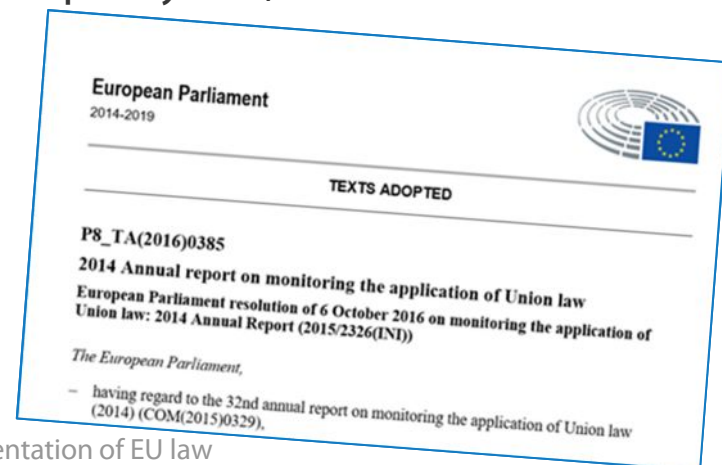 European Parliament
2014-2019
TEXTS ADOPTED
P8_TA(2016)0385
2014 Annual report on monitoring the application of Union law
European Parliament resolution of 6 October 2016 on monitoring the application of
Union law: 2014 Annual Report (2015/2326(INI))
The European Parliament,
– having regard to the 32nd annual report on monitoring the application of Union law
(2014) (COM(2015)0329),
of EU law